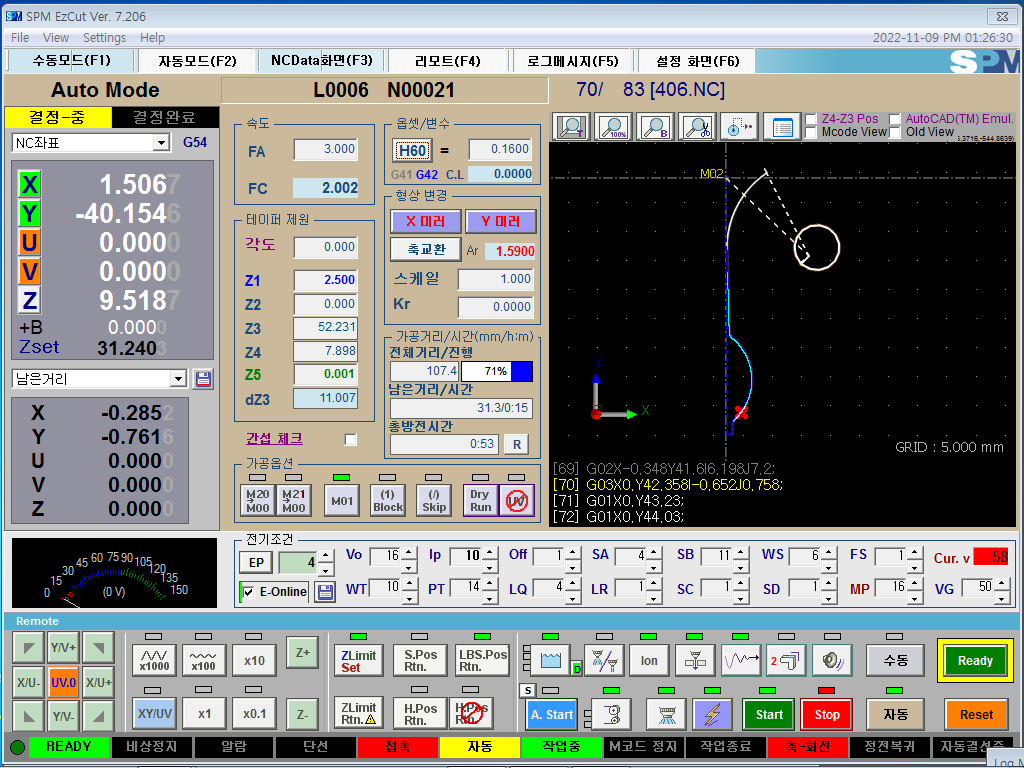 SPM EzCut Ver. 7.206
File View Settings Help
2022-11-09 PM 01:26:30
수동모드(F1) 자동모드(F2) NCData화면(F3) 리모트(F4) 로그메시지(F5) 설정 화면(F6)
SPM
Auto Mode
L0006 N00021
70/ 83 [406.NC]
결정-중 결정완료
NC좌표 G54
X 1.5067
Y -40.1546
U 0.0000
V 0.0000
Z 9.5187
+B 0.0000
Zset 31.2403
남은거리
X -0.2852
Y -0.7616
U 0.0000
V 0.0000
Z 0.0000
속도
FA 3.000
FC 2.002
테이퍼 제원
각도 0.000
Z1 2.500
Z2 0.000
Z3 52.231
Z4 7.898
Z5 0.001
dZ3 11.007
간섭 체크
옵셋/변수
H60 = 0.1600
G41 G42 C.L 0.0000
형상 변경
X 미러 Y 미러
축교환 Ar 1.5900
스케일 1.000
Kr 0.0000
가공거리/시간(mm/h:m)
전체거리/진행
107.4 71%
남은거리/시간
31.3/0:15
총방전시간
0:53 R
가공옵션
M20 → M00
M21 → M00
M01
(1) Block
(/) Skip
Dry Run
UV
T 100% B
Z4-Z3 Pos AutoCAD(TM) Emul.
Mcode View Old View
M02
Y
X
GRID : 5.000 mm
[69] G02X-0,348Y41,6I6,198J7,2;
[70] G03X0,Y42,358I-0,652J0,758;
[71] G01X0,Y43,23;
[72] G01X0,Y44,03;
0 15 30 45 60 75 90 105 120 135 150
(0 V)
전기조건
EP 4
E-Online
Vo 16 Ip 10 Off 1 SA 4 SB 11 WS 6 FS 1 Cur. v 58
WT 10 PT 14 LQ 4 LR 1 SC 1 SD 1 MP 16 VG 50
Remote
Y/V+
X/U- UV.0 X/U+
Y/V-
x1000 x100 x10 Z+
XY/UV x1 x0.1 Z-
ZLimit Set
S.Pos Rtn.
LBS.Pos Rtn.
ZLimit Rtn.
H.Pos Rtn.
D
Ion
2
수동
Ready
S
A. Start
Start
Stop
자동
Reset
READY 비상정지 알람 단선 접촉 자동 작업중 M코드 정지 작업종료 축-회전 정전복귀 자동결선중